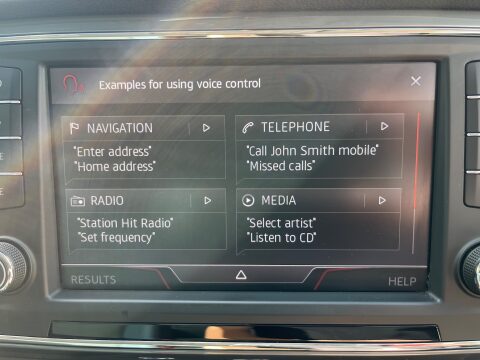 Examples for using voice control
NAVIGATION
"Enter address"
"Home address"
TELEPHONE
"Call John Smith mobile"
"Missed calls"
RADIO
"Station Hit Radio"
"Set frequency"
MEDIA
"Select artist"
"Listen to CD"
RESULTS
HELP